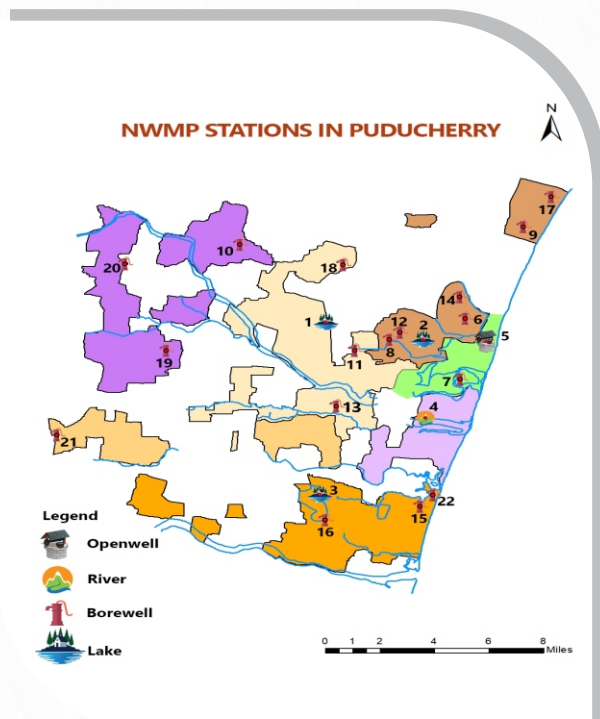 NWMP STATIONS IN PUDUCHERRY
N
17
9
10
20
18
14
6
1
12
2
5
8
11
19
7
13
4
21
3
22
15
16
Legend
Openwell
River
Borewell
Lake
0 1 2 4 6 8
Miles